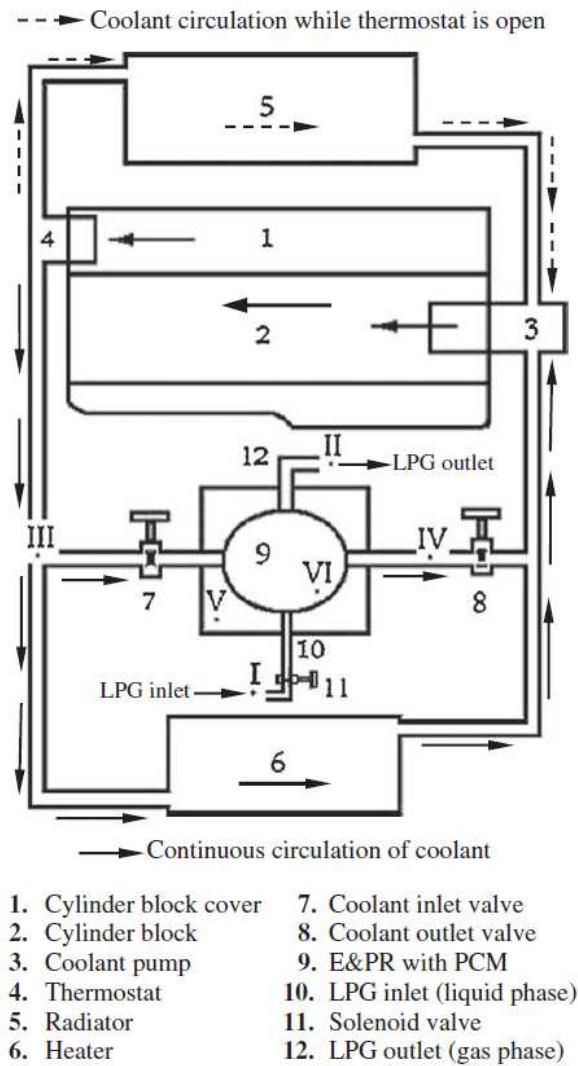 Coolant circulation while thermostat is open
5
4
1
2
3
12
II
LPG outlet
III
9
IV
VI
7
V
8
10
LPG inlet
I
11
6
Continuous circulation of coolant
1. Cylinder block cover
2. Cylinder block
3. Coolant pump
4. Thermostat
5. Radiator
6. Heater
7. Coolant inlet valve
8. Coolant outlet valve
9. E&PR with PCM
10. LPG inlet (liquid phase)
11. Solenoid valve
12. LPG outlet (gas phase)